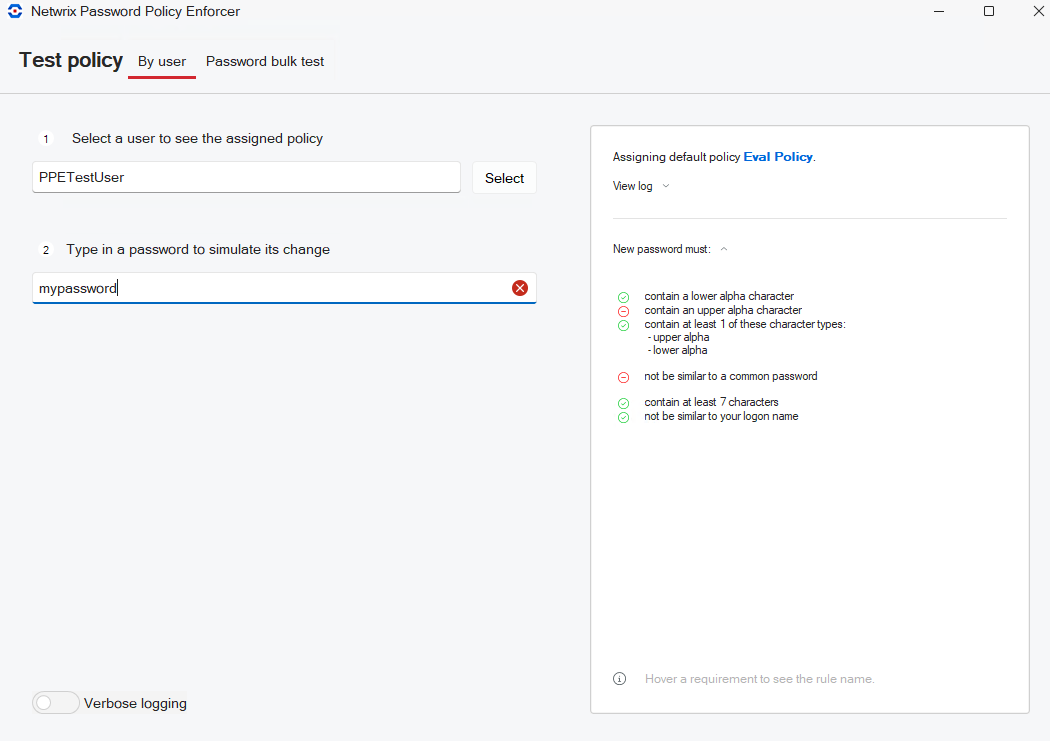 Netwrix Password Policy Enforcer
Test policy By user Password bulk test
1 Select a user to see the assigned policy
PPETestUser Select
2 Type in a password to simulate its change
mypassword
Verbose logging
Assigning default policy Eval Policy.
View log
New password must:
contain a lower alpha character
contain an upper alpha character
contain at least 1 of these character types:
- upper alpha
- lower alpha
not be similar to a common password
contain at least 7 characters
not be similar to your logon name
Hover a requirement to see the rule name.